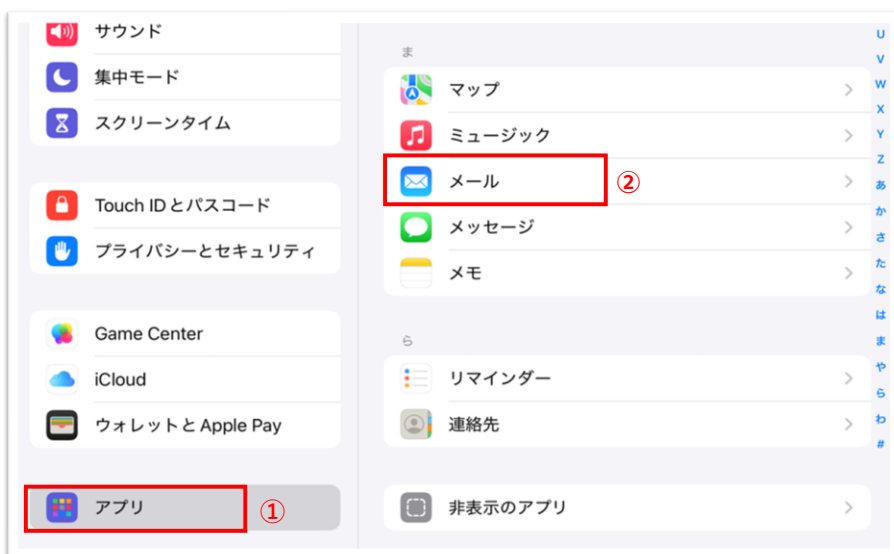 サウンド
集中モード
スクリーンタイム
Touch IDとパスコード
プライバシーとセキュリティ
Game Center
iCloud
ウォレットとApple Pay
アプリ
①
ま
マップ
ミュージック
メール
②
メッセージ
メモ
ら
リマインダー
連絡先
非表示のアプリ
U
V
W
X
Y
Z
あ
か
さ
た
な
は
ま
や
ら
わ
#